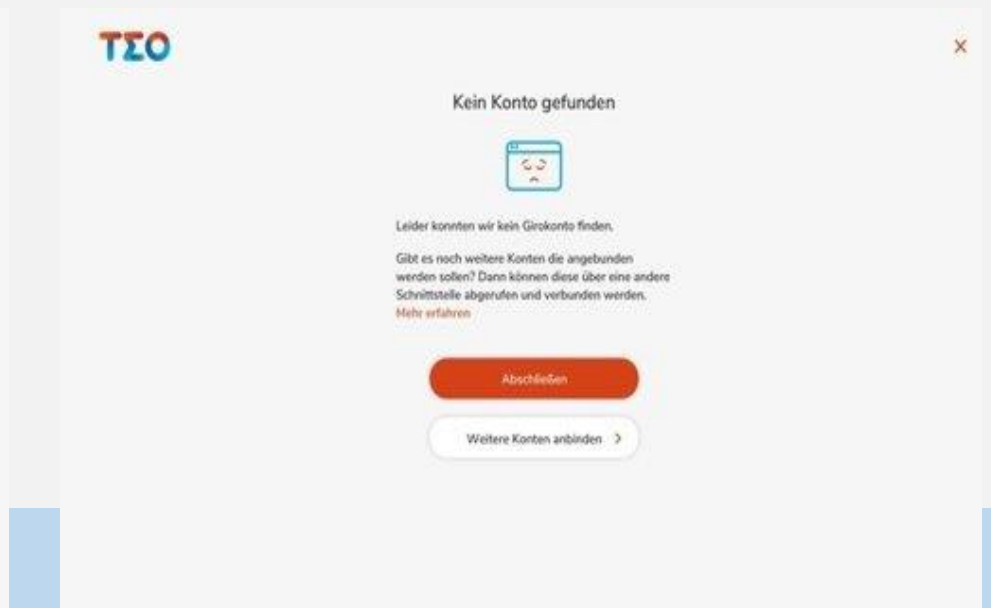 TΣO
Kein Konto gefunden
Leider konnten wir kein Girokonto finden.
Gibt es noch weitere Konten die angebunden
werden sollen? Dann können diese über eine andere
Schnittstelle abgerufen und verbunden werden.
Mehr erfahren
Abschließen
Weitere Konten anbinden